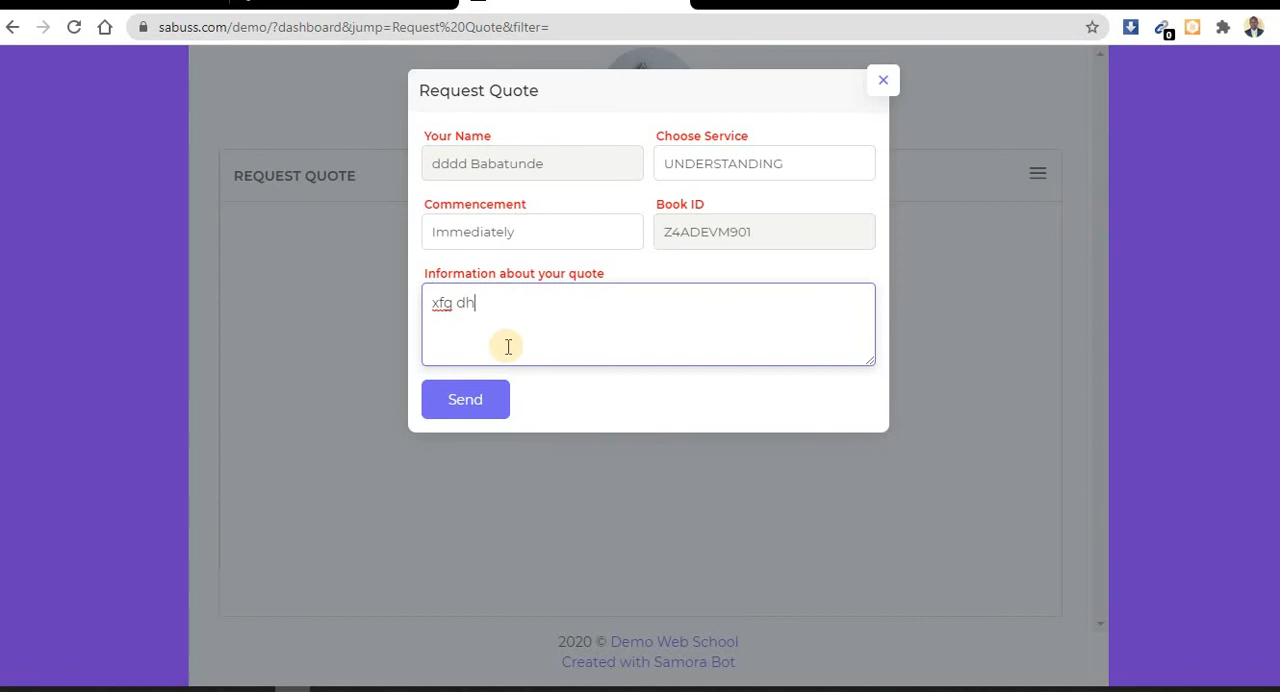 sabuss.com/demo/?dashboard&jump=Request%20Quote&filter=
0
Request Quote
Your Name
Choose Service
dddd Babatunde
UNDERSTANDING
REQUEST QUOTE
Commencement
Book ID
Immediately
Z4ADEVM901
Information about your quote
xfg dh
Send
2020 © Demo Web School
Created with Samora Bot